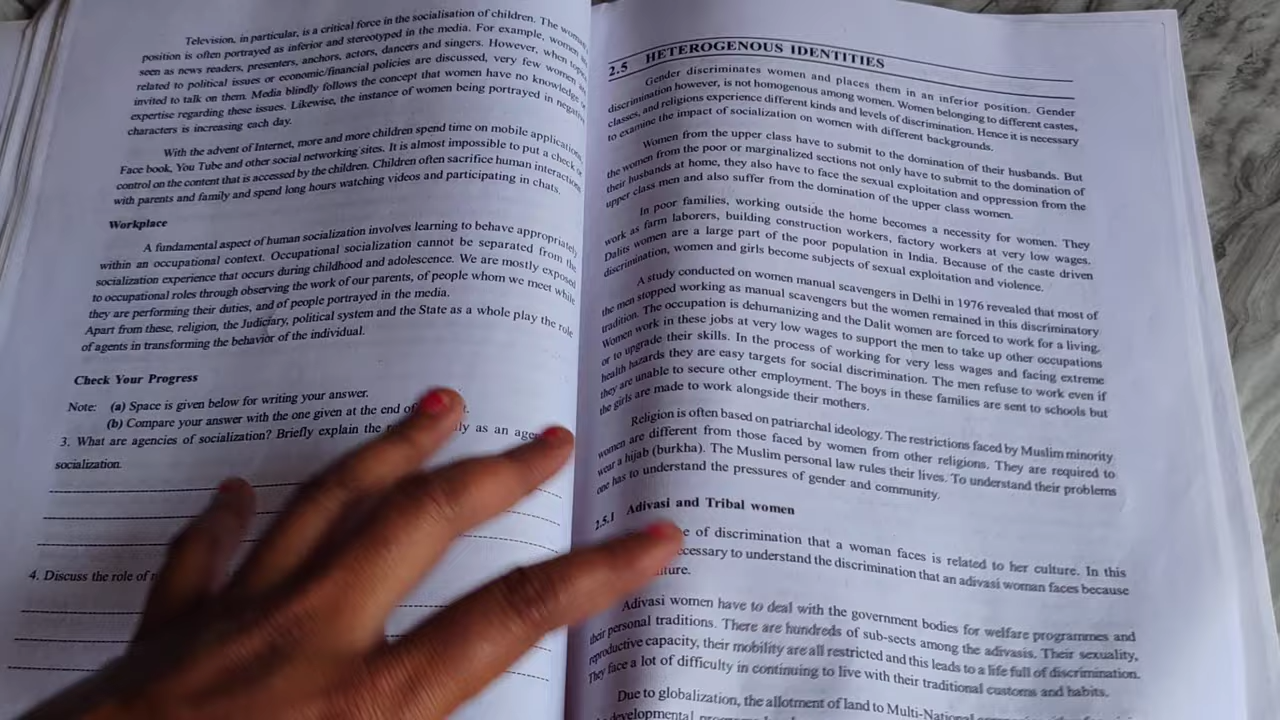 Television, in particular, is a critical force in the socialisation of children. The
position is often portrayed as inferior and stereotyped in the media. For example, women
seen as news readers, presenters, anchors, actors, dancers and singers. However, when
related to political issues or economic/financial policies are discussed, very few women
invited to talk on them. Media blindly follows the concept that women have no knowledge
expertise regarding these issues. Likewise, the instance of women being portrayed in
characters is increasing each day.
With the advent of Internet, more and more children spend time on mobile
Face book, You Tube and other social networking sites. It is almost impossible to put a check
control on the content that is accessed by the children. Children often sacrifice human
with parents and family and spend long hours watching videos and participating in chats.
Workplace
A fundamental aspect of human socialization involves learning to behave appropriately
within an occupational context. Occupational socialization cannot be separated from the
socialization experience that occurs during childhood and adolescence. We are mostly exposed
to occupational roles through observing the work of our parents, of people whom we meet while
they are performing their duties, and of people portrayed in the media.
Apart from these, religion, the Judiciary, political system and the State as a whole play the role
of agents in transforming the behavior of the individual.
Check Your Progress
Note: (a) Space is given below for writing your answer.
(b) Compare your answer with the one given at the end of
3. What are agencies of socialization? Briefly explain the as an
socialization.
4. Discuss the role of
2.5 HETEROGENOUS IDENTITIES
Gender discriminates women and places them in an inferior position. Gender
discrimination however, is not homogenous among women. Women belonging to different castes,
classes, and religions experience different kinds and levels of discrimination. Hence it is necessary
to examine the impact of socialization on women with different backgrounds.
Women from the upper class have to submit to the domination of their husbands. But
the women from the poor or marginalized sections not only have to submit to the domination of
their husbands at home, they also have to face the sexual exploitation and oppression from the
upper class men and also suffer from the domination of the upper class women.
In poor families, working outside the home becomes a necessity for women. They
work as farm laborers, building construction workers, factory workers at very low wages.
Dalits women are a large part of the poor population in India. Because of the caste driven
discrimination, women and girls become subjects of sexual exploitation and violence.
A study conducted on women manual scavengers in Delhi in 1976 revealed that most of
the men stopped working as manual scavengers but the women remained in this discriminatory
tradition. The occupation is dehumanizing and the Dalit women are forced to work for a living.
Women work in these jobs at very low wages to support the men to take up other occupations
or to upgrade their skills. In the process of working for very less wages and facing extreme
health hazards they are easy targets for social discrimination. The men refuse to work even if
they are unable to secure other employment. The boys in these families are sent to schools but
the girls are made to work alongside their mothers.
Religion is often based on patriarchal ideology. The restrictions faced by Muslim minority
women are different from those faced by women from other religions. They are required to
wear a hijab (burkha). The Muslim personal law rules their lives. To understand their problems
one has to understand the pressures of gender and community.
2.5.1 Adivasi and Tribal women
of discrimination that a woman faces is related to her culture. In this
necessary to understand the discrimination that an adivasi woman faces because
Adivasi women have to deal with the government bodies for welfare programmes and
their personal traditions. There are hundreds of sub-sects among the adivasis. Their sexuality,
reproductive capacity, their mobility are all restricted and this leads to a life full of discrimination.
They face a lot of difficulty in continuing to live with their traditional customs and habits.
Due to globalization, the allotment of land to
developmental